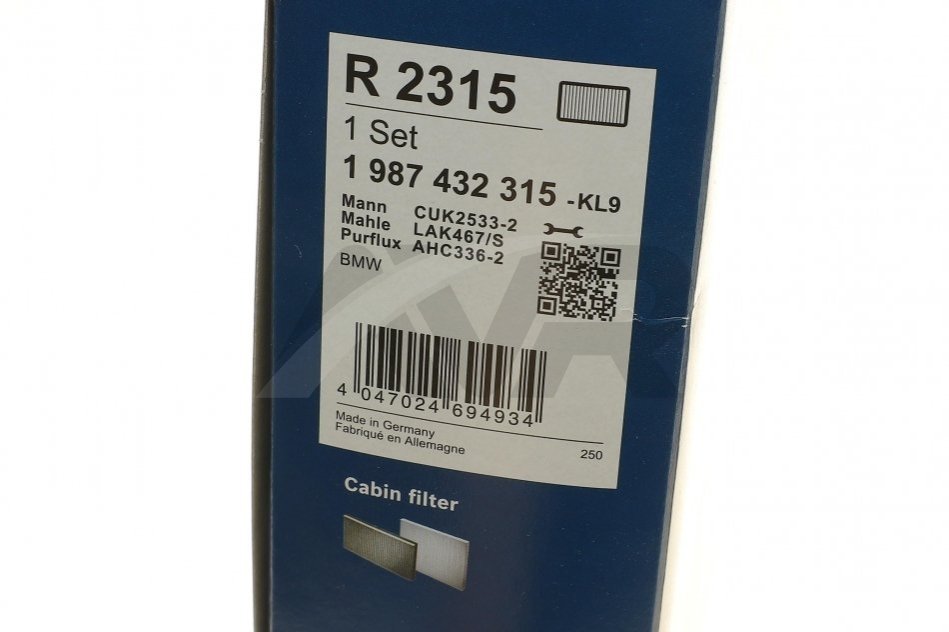 R 2315
1 Set
1 987 432 315 -KL9
Mann CUK2533-2
Mahle LAK467/S
Purflux AHC336-2
BMW
4 047024 694934
Made in Germany
Fabriqué en Allemagne
250
Cabin filter